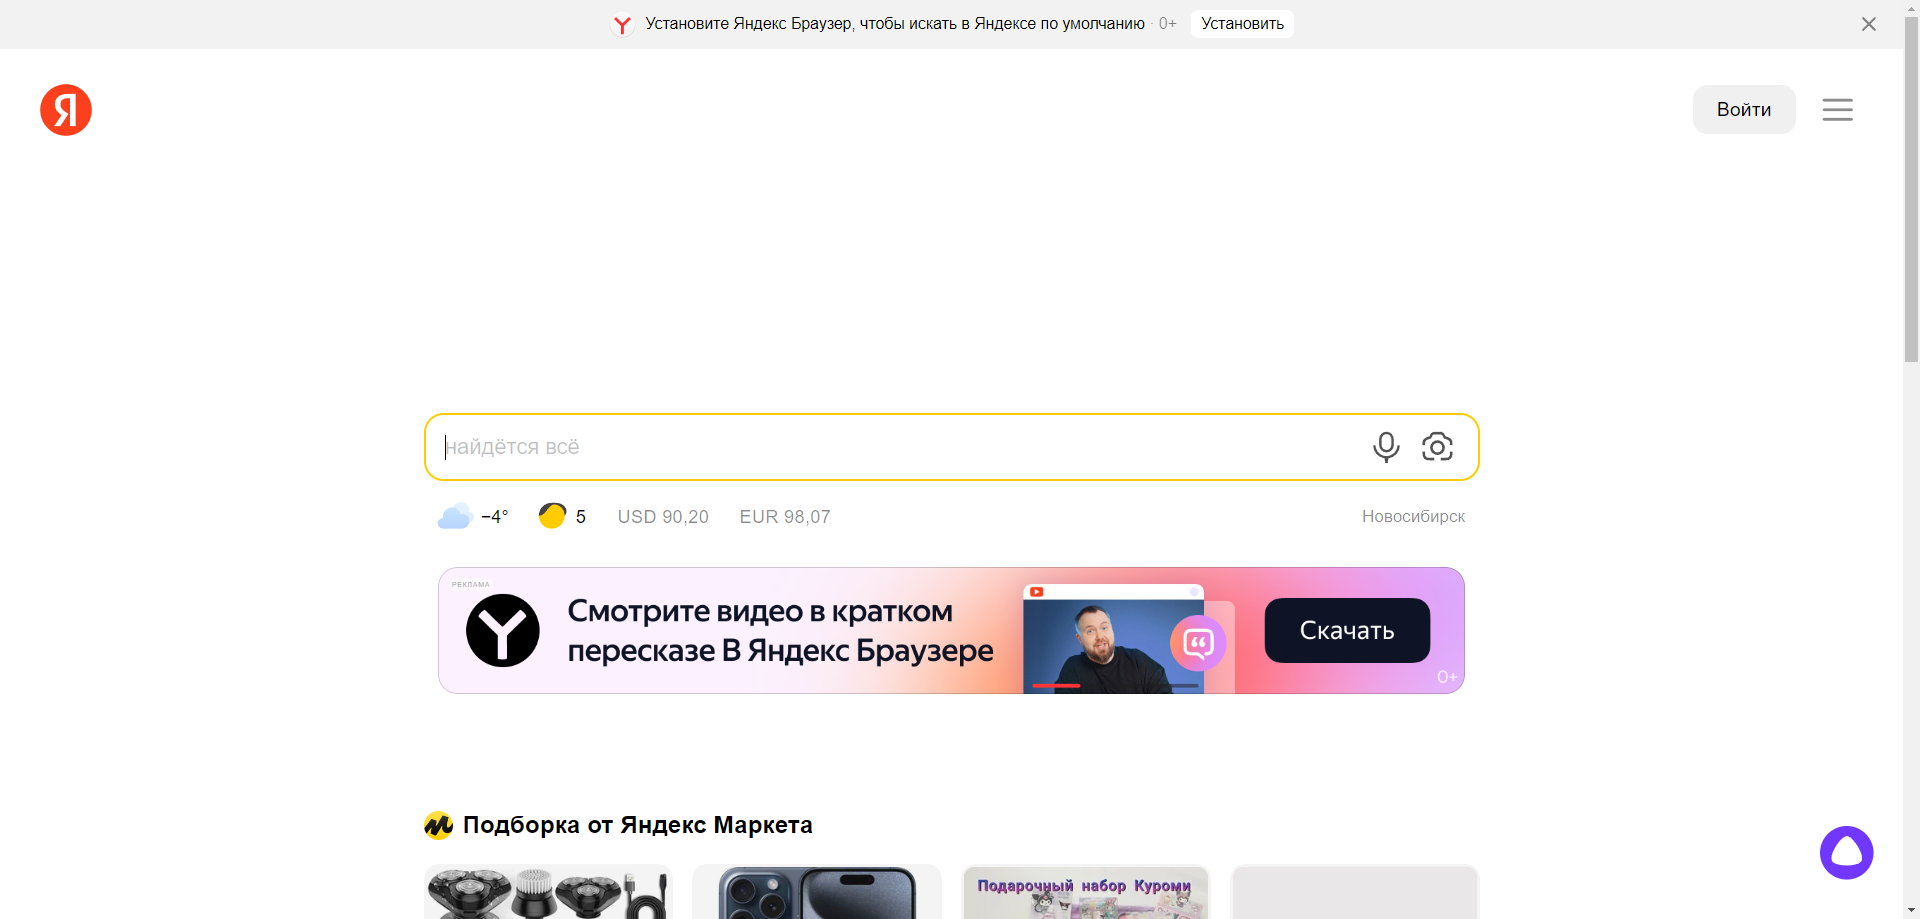 Установите Яндекс Браузер, чтобы искать в Яндексе по умолчанию · 0+ Установить
Я
Войти
найдётся всё
−4° 5 USD 90,20 EUR 98,07 Новосибирск
РЕКЛАМА
Смотрите видео в кратком
пересказе В Яндекс Браузере
Скачать
0+
Подборка от Яндекс Маркета
Подарочный набор Куроми